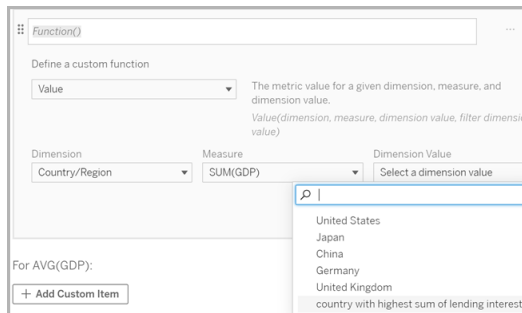 Function()
...
Define a custom function
Value
The metric value for a given dimension, measure, and
dimension value.
Value(dimension, measure, dimension value, filter dimensi
value)
Dimension
Measure
Dimension Value
Country/Region
SUM(GDP)
Select a dimension value
United States
Japan
China
Germany
United Kingdom
country with highest sum of lending interest
For AVG(GDP):
+ Add Custom Item